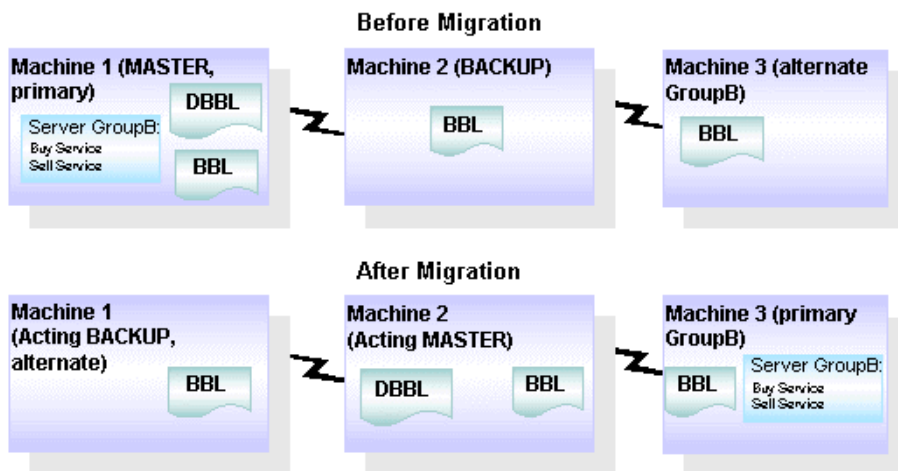 Before Migration
Machine 1 (MASTER,
primary)
DBBL
Server GroupB:
Buy Service
Sell Service
BBL
Machine 2 (BACKUP)
BBL
Machine 3 (alternate
GroupB)
BBL
After Migration
Machine 1
(Acting BACKUP,
alternate)
BBL
Machine 2
(Acting MASTER)
DBBL
BBL
Machine 3 (primary
GroupB)
BBL
Server GroupB:
Buy Service
Sell Service